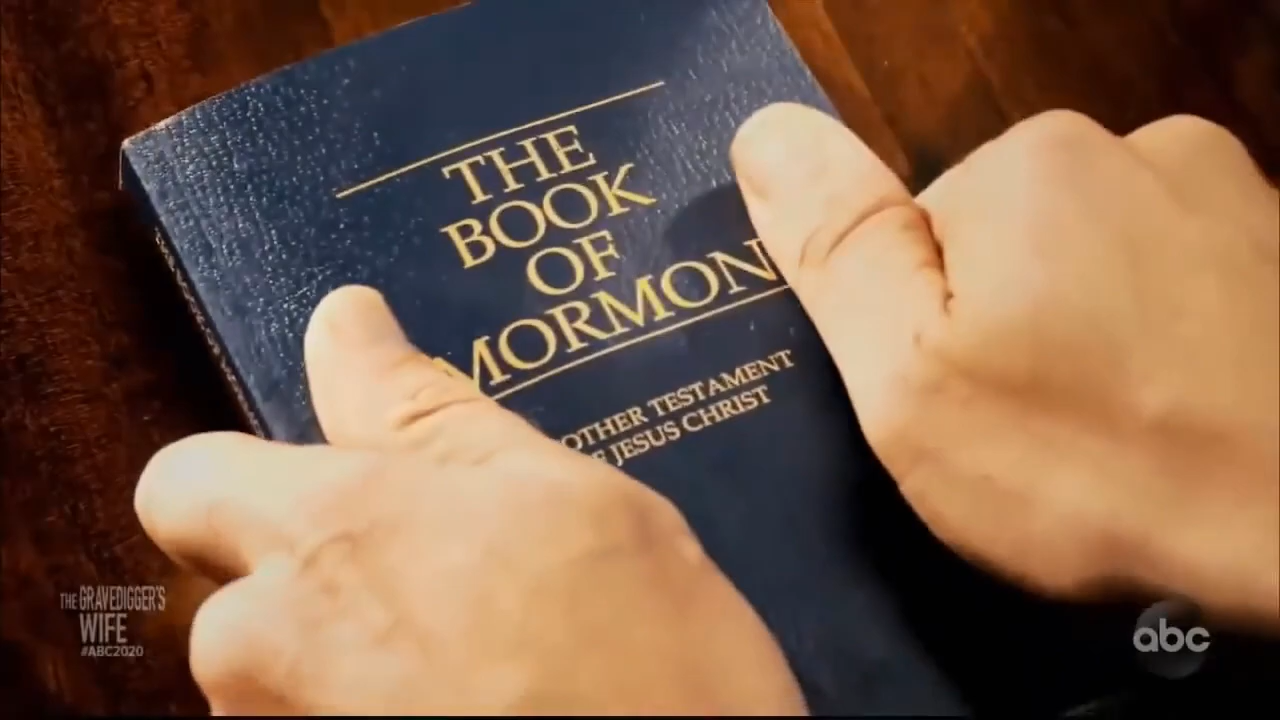 THE
BOOK
OF
MORMON
OTHER TESTAMENT
JESUS CHRIST
THE GRAVEDIGGER'S
WIFE
#ABC2020
abc